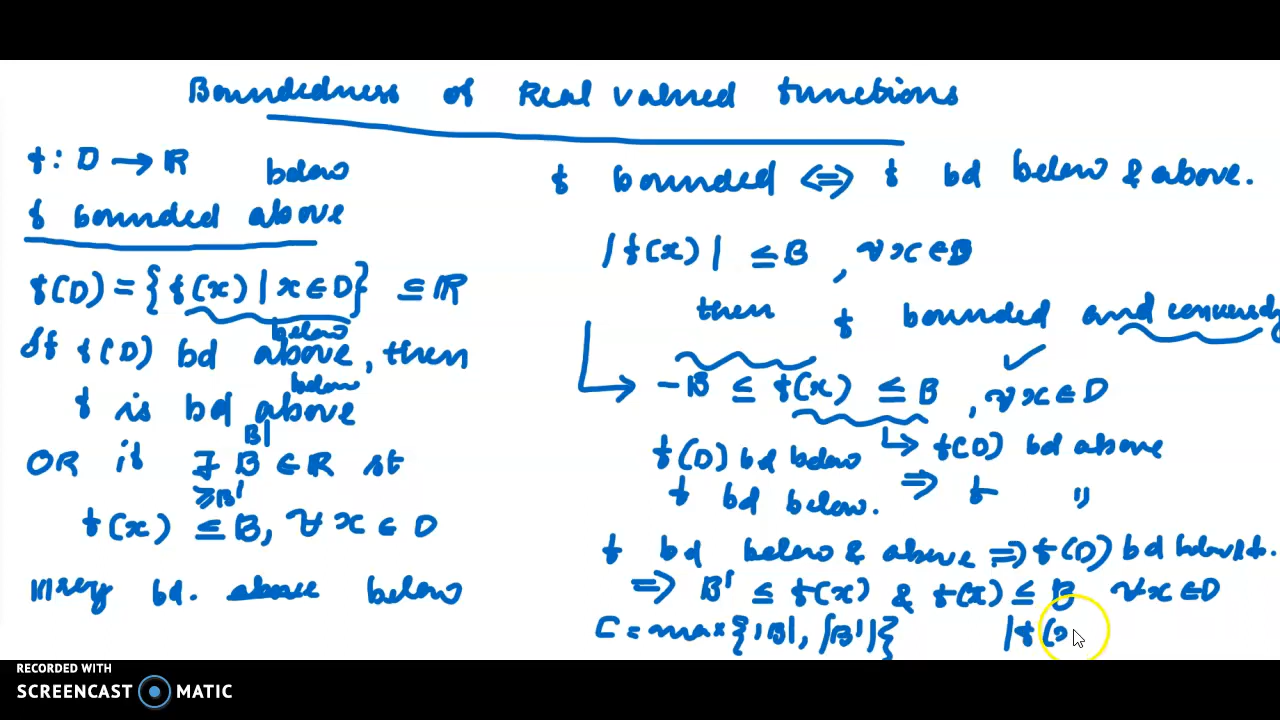 Boundedness of Real valued functions
f : D → R
below
f bounded above
f(D) = {f(x) | x ∈ D} ⊆ R
below
If f(D) bd above, then
below
f is bd above
B'
OR if ∃ B ∈ R st
≥B'
f(x) ≤ B, ∀ x ∈ D
bd. above below
f bounded ⇔ f bd below & above.
|f(x)| ≤ B, ∀ x ∈ D
then f bounded and conversely
-B ≤ f(x) ≤ B, ∀ x ∈ D
f(D) bd below
↳ f(D) bd above
f bd below.
⇒ f "
f bd below & above ⇒ f(D) bd below &
⇒ B' ≤ f(x) & f(x) ≤ B ∀ x ∈ D
C = max{|B|, |B'|} |f(x
RECORDED WITH
SCREENCAST MATIC